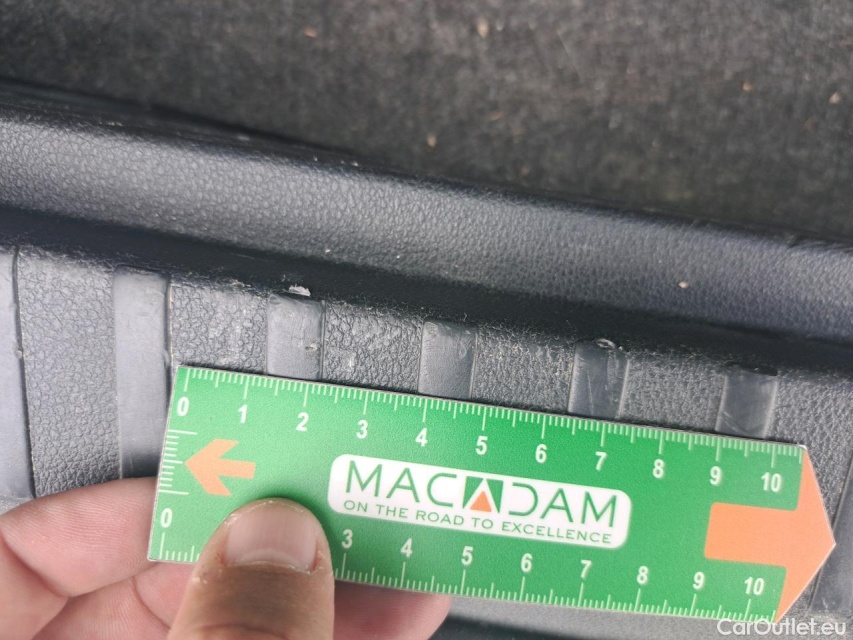 0 1 2 3 4 5 6 7 8 9 10
MACADAM
ON THE ROAD TO EXCELLENCE
0 3 4 5 6 7 8 9 10
CarOutlet.eu